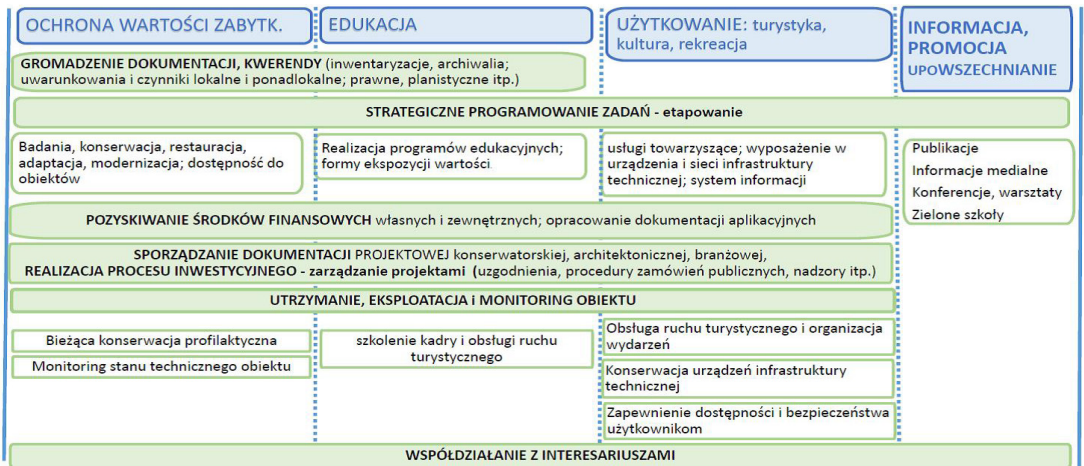 OCHRONA WARTOŚCI ZABYTK.
EDUKACJA
UŻYTKOWANIE: turystyka,
kultura, rekreacja
INFORMACJA,
PROMOCJA
UPOWSZECHNIANIE
GROMADZENIE DOKUMENTACJI, KWERENDY (inwentaryzacje, archiwalia;
uwarunkowania i czynniki lokalne i ponadlokalne; prawne, planistyczne itp.)
STRATEGICZNE PROGRAMOWANIE ZADAŃ - etapowanie
Badania, konserwacja, restauracja,
adaptacja, modernizacja; dostępność do
obiektów
Realizacja programów edukacyjnych;
formy ekspozycji wartości
usługi towarzyszące; wyposażenie w
urządzenia i sieci infrastruktury
technicznej; system informacji
Publikacje
Informacje medialne
Konferencje, warsztaty
Zielone szkoły
POZYSKIWANIE ŚRODKÓW FINANSOWYCH własnych i zewnętrznych; opracowanie dokumentacji aplikacyjnych
SPORZĄDZANIE DOKUMENTACJI PROJEKTOWEJ konserwatorskiej, architektonicznej, branżowej,
REALIZACJA PROCESU INWESTYCYJNEGO - zarządzanie projektami (uzgodnienia, procedury zamówień publicznych, nadzory itp.)
UTRZYMANIE, EKSPLOATACJA i MONITORING OBIEKTU
Bieżąca konserwacja profilaktyczna
Monitoring stanu technicznego obiektu
szkolenie kadry i obsługi ruchu
turystycznego
Obsługa ruchu turystycznego i organizacja
wydarzeń
Konserwacja urządzeń infrastruktury
technicznej
Zapewnienie dostępności i bezpieczeństwa
użytkownikom
WSPÓŁDZIAŁANIE Z INTERESARIUSZAMI